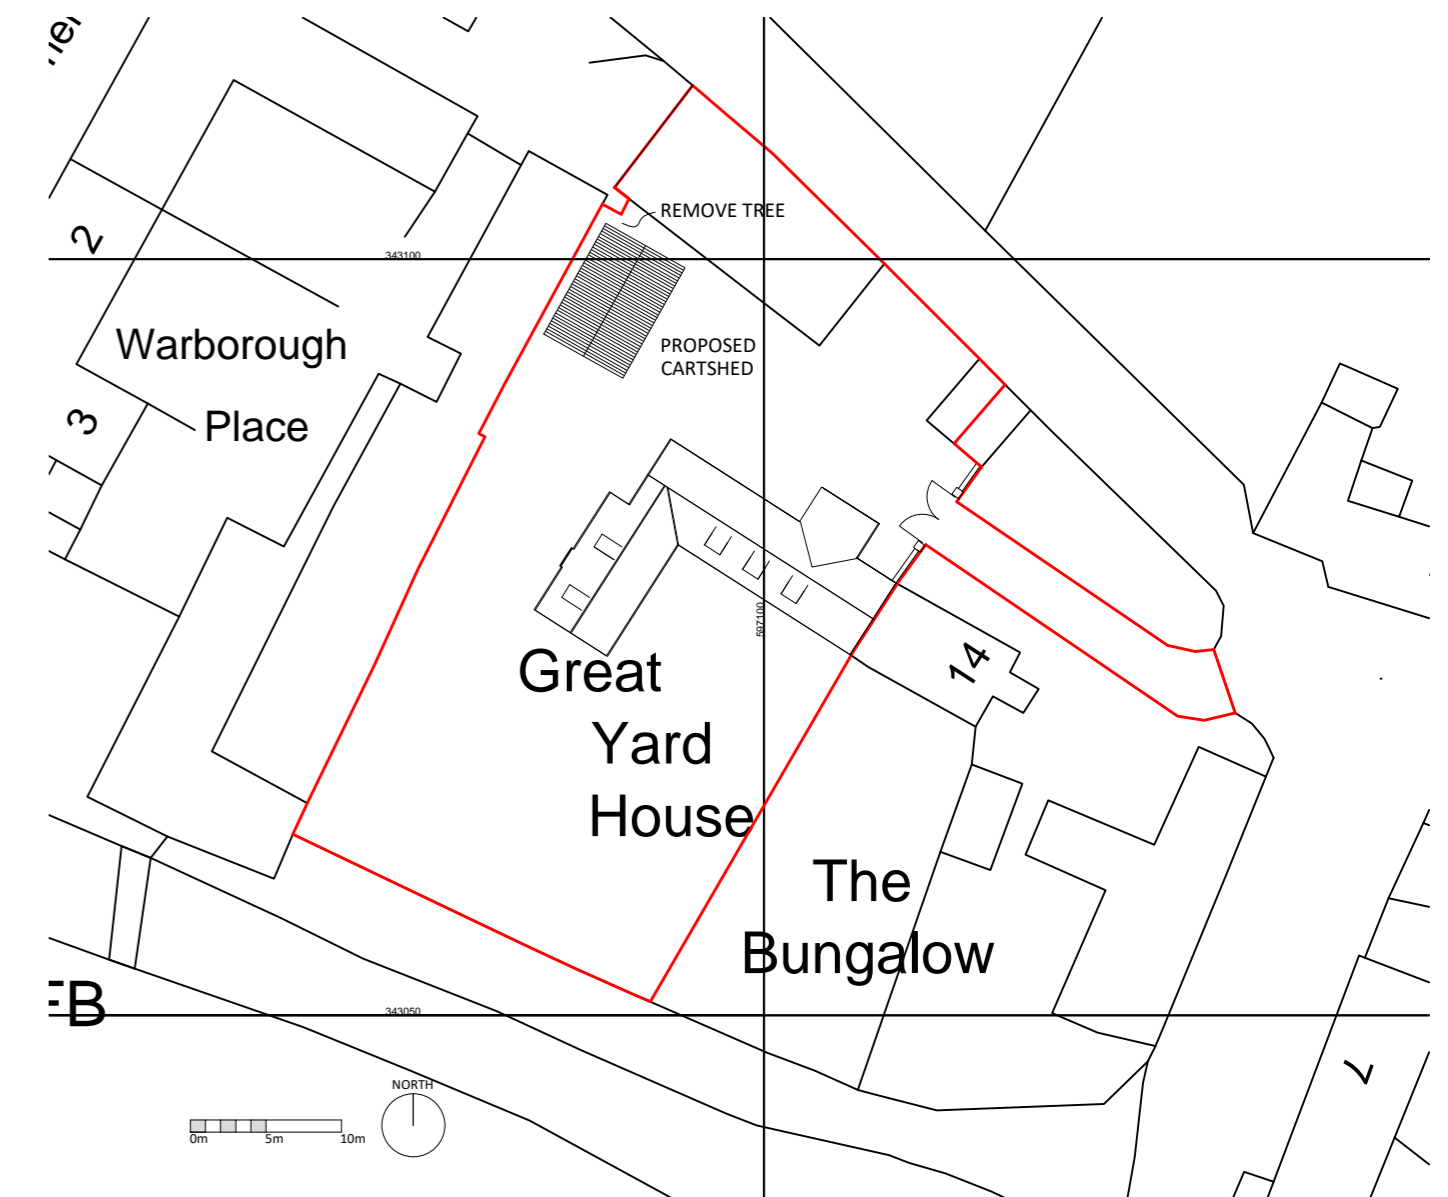 REMOVE TREE
343100
2
Warborough
Place
PROPOSED
CARTSHED
3
597100
14
Great
Yard
House
The
Bungalow
343050
7
NORTH
0m 5m 10m